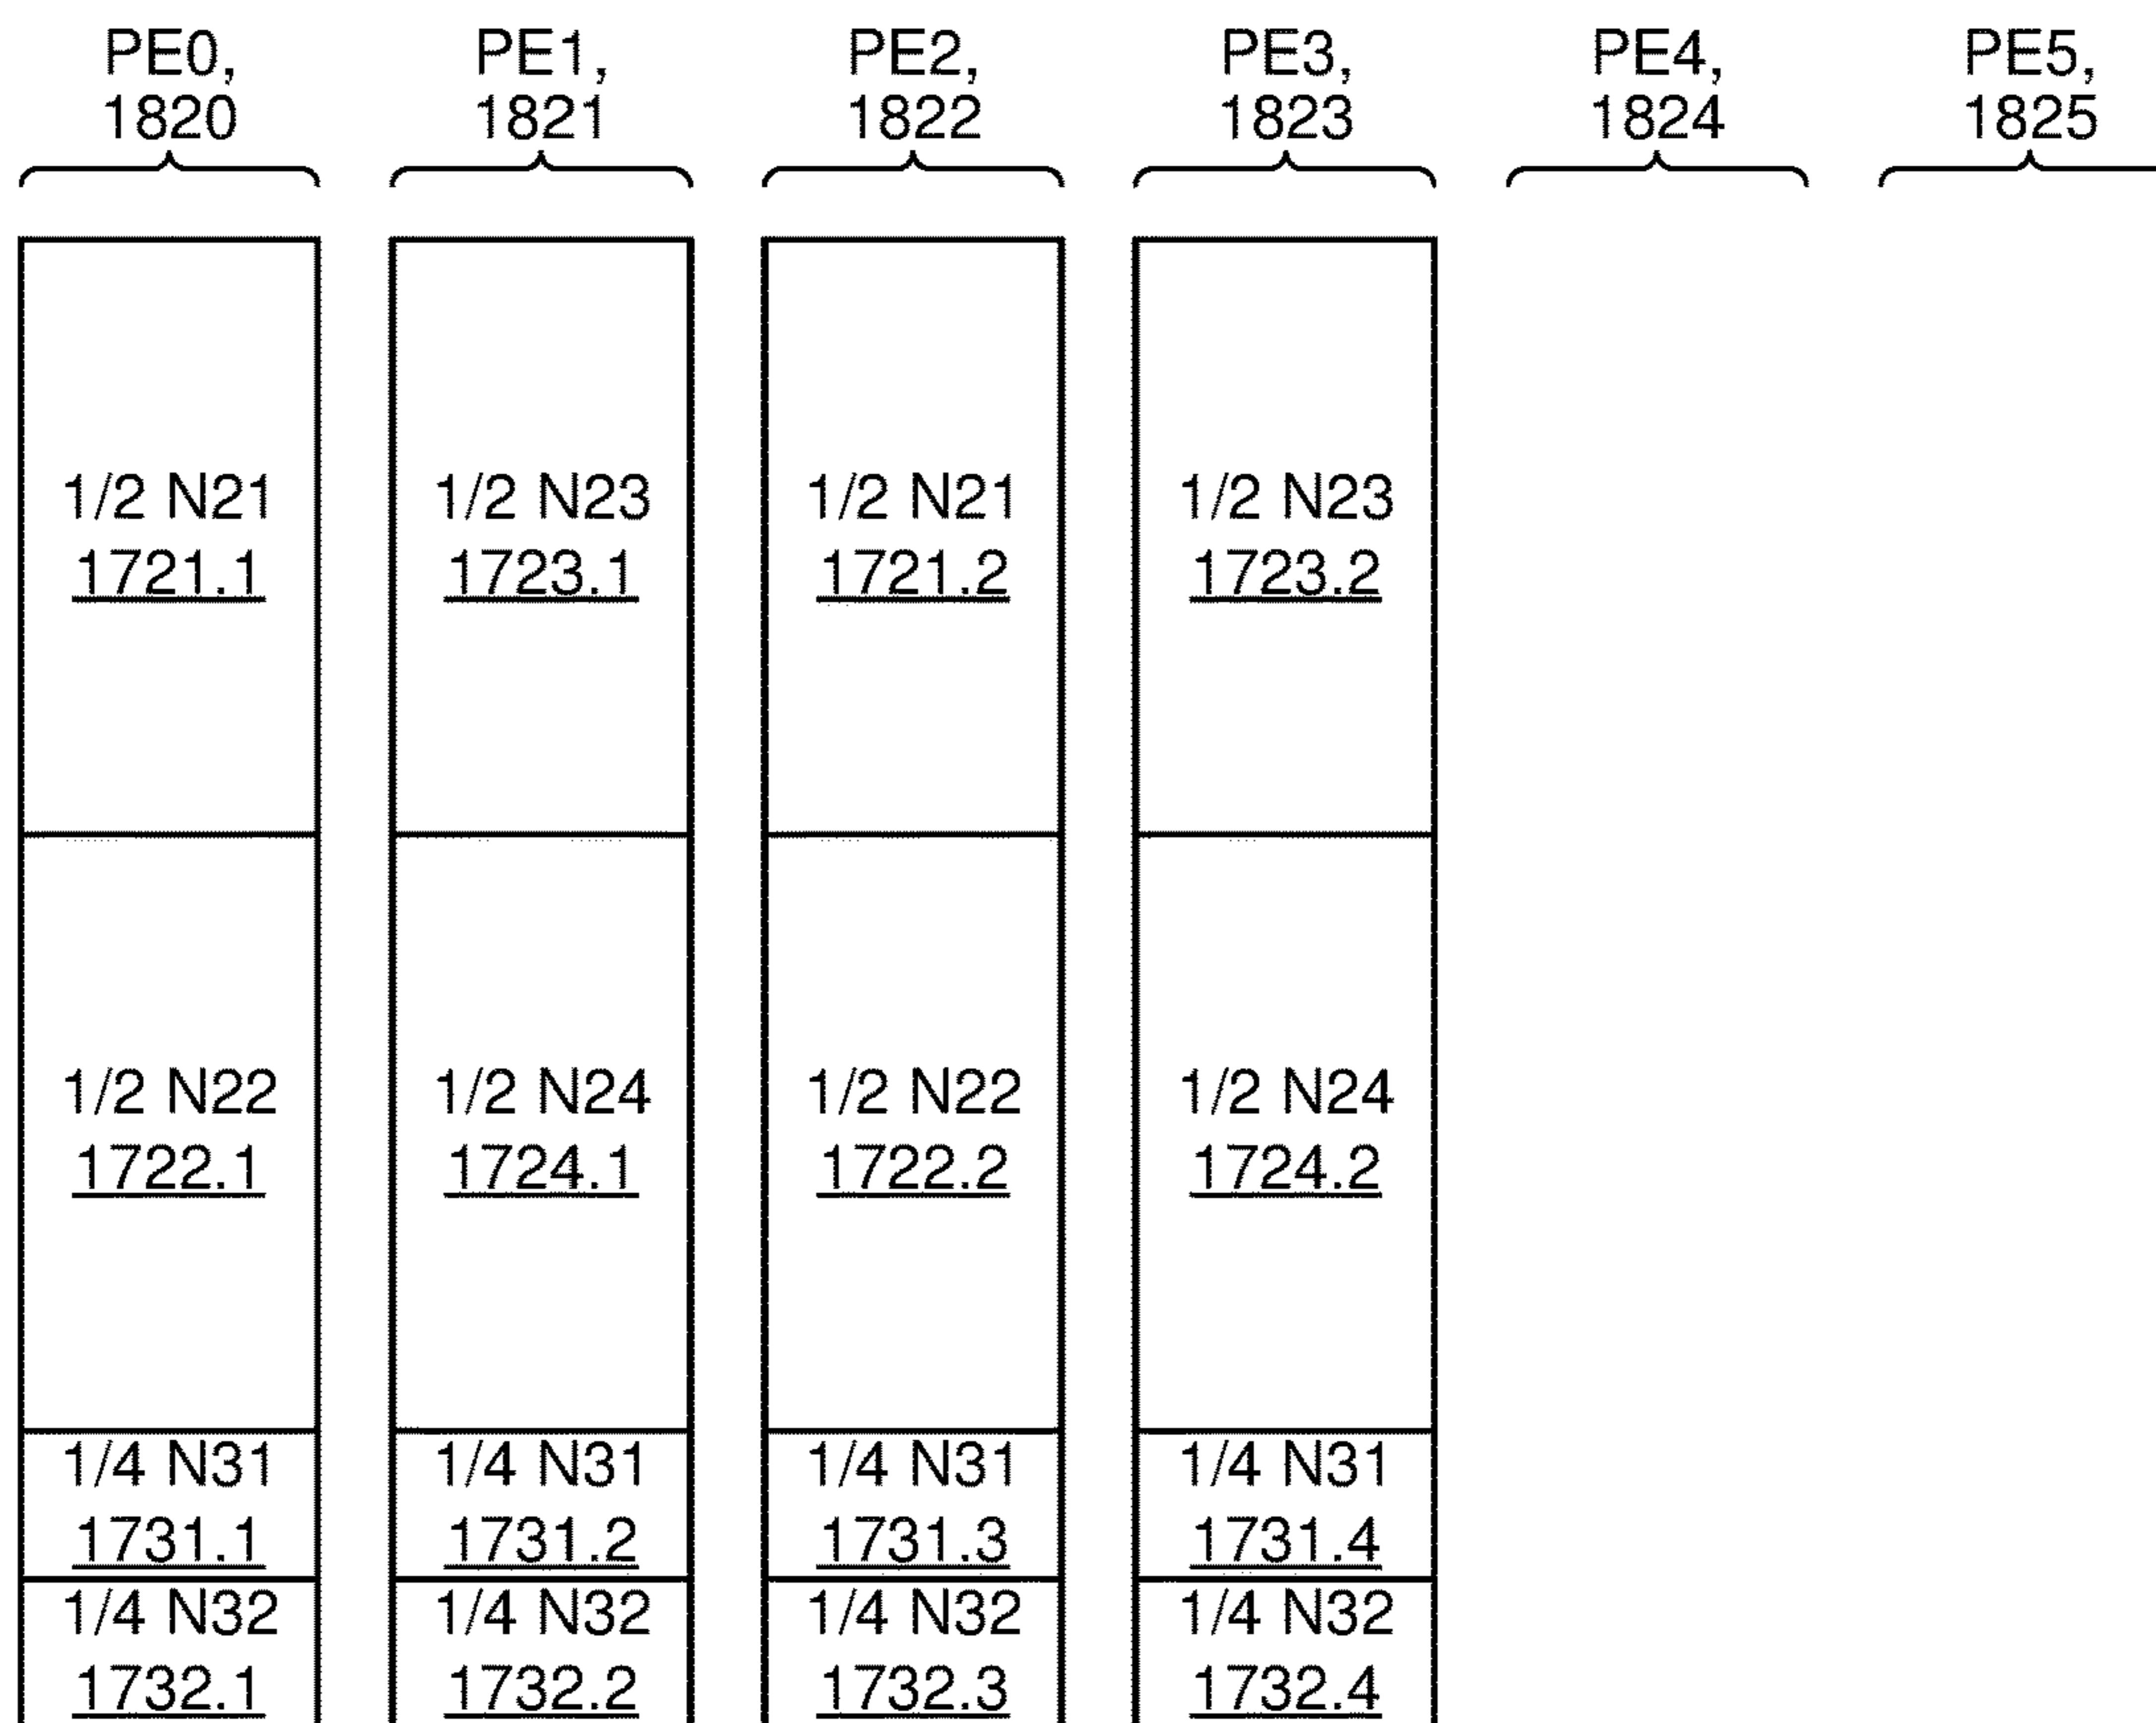 PE0,
1820
PE1,
1821
PE2,
1822
PE3,
1823
PE4,
1824
PE5,
1825
1/2 N21
1721.1
1/2 N23
1723.1
1/2 N21
1721.2
1/2 N23
1723.2
1/2 N22
1722.1
1/2 N24
1724.1
1/2 N22
1722.2
1/2 N24
1724.2
1/4 N31
1731.1
1/4 N31
1731.2
1/4 N31
1731.3
1/4 N31
1731.4
1/4 N32
1732.1
1/4 N32
1732.2
1/4 N32
1732.3
1/4 N32
1732.4